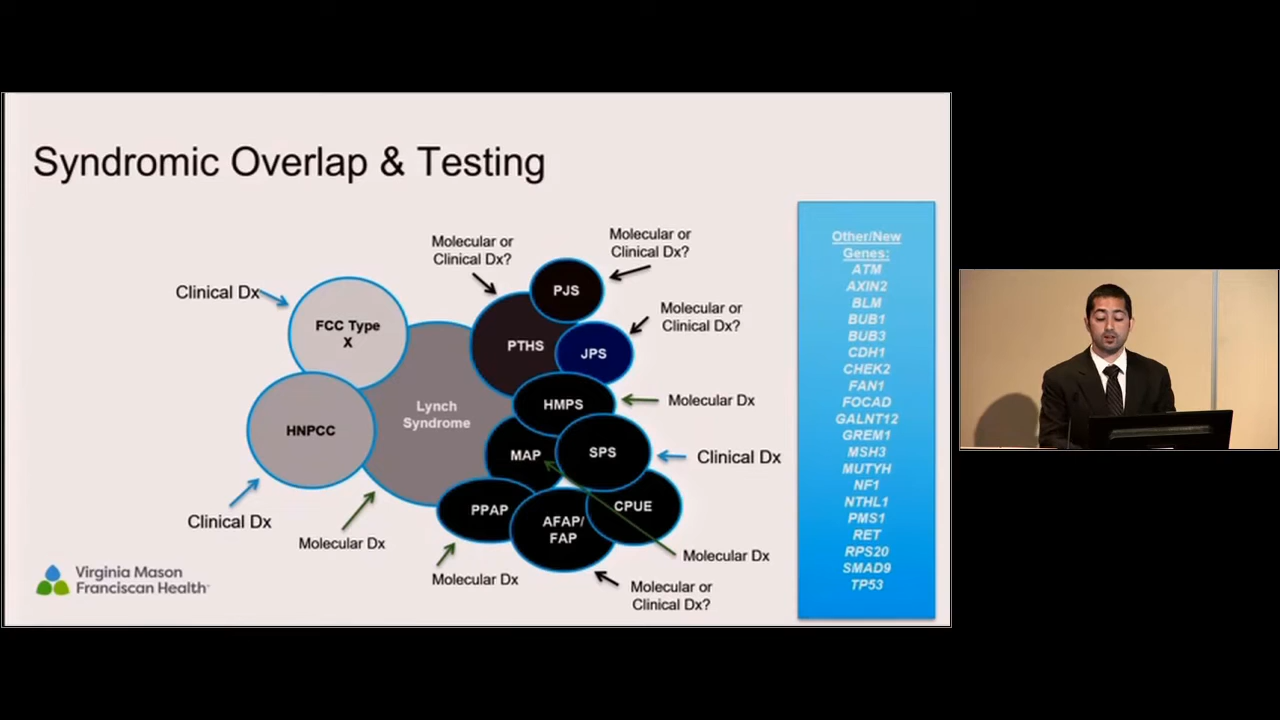 Syndromic Overlap & Testing
Molecular or
Clinical Dx?
Molecular or
Clinical Dx?
Clinical Dx
FCC Type
X
PJS
PTHS
JPS
Molecular or
Clinical Dx?
HNPCC
Lynch
Syndrome
HMPS
Molecular Dx
MAP
SPS
Clinical Dx
PPAP
AFAP/
FAP
CPUE
Clinical Dx
Molecular Dx
Molecular Dx
Molecular Dx
Molecular or
Clinical Dx?
Virginia Mason
Franciscan Health
Other/New
Genes:
ATM
AXIN2
BLM
BUB1
BUB3
CDH1
CHEK2
FAN1
FOCAD
GALNT12
GREM1
MSH3
MUTYH
NF1
NTHL1
PMS1
RET
RPS20
SMAD9
TP53